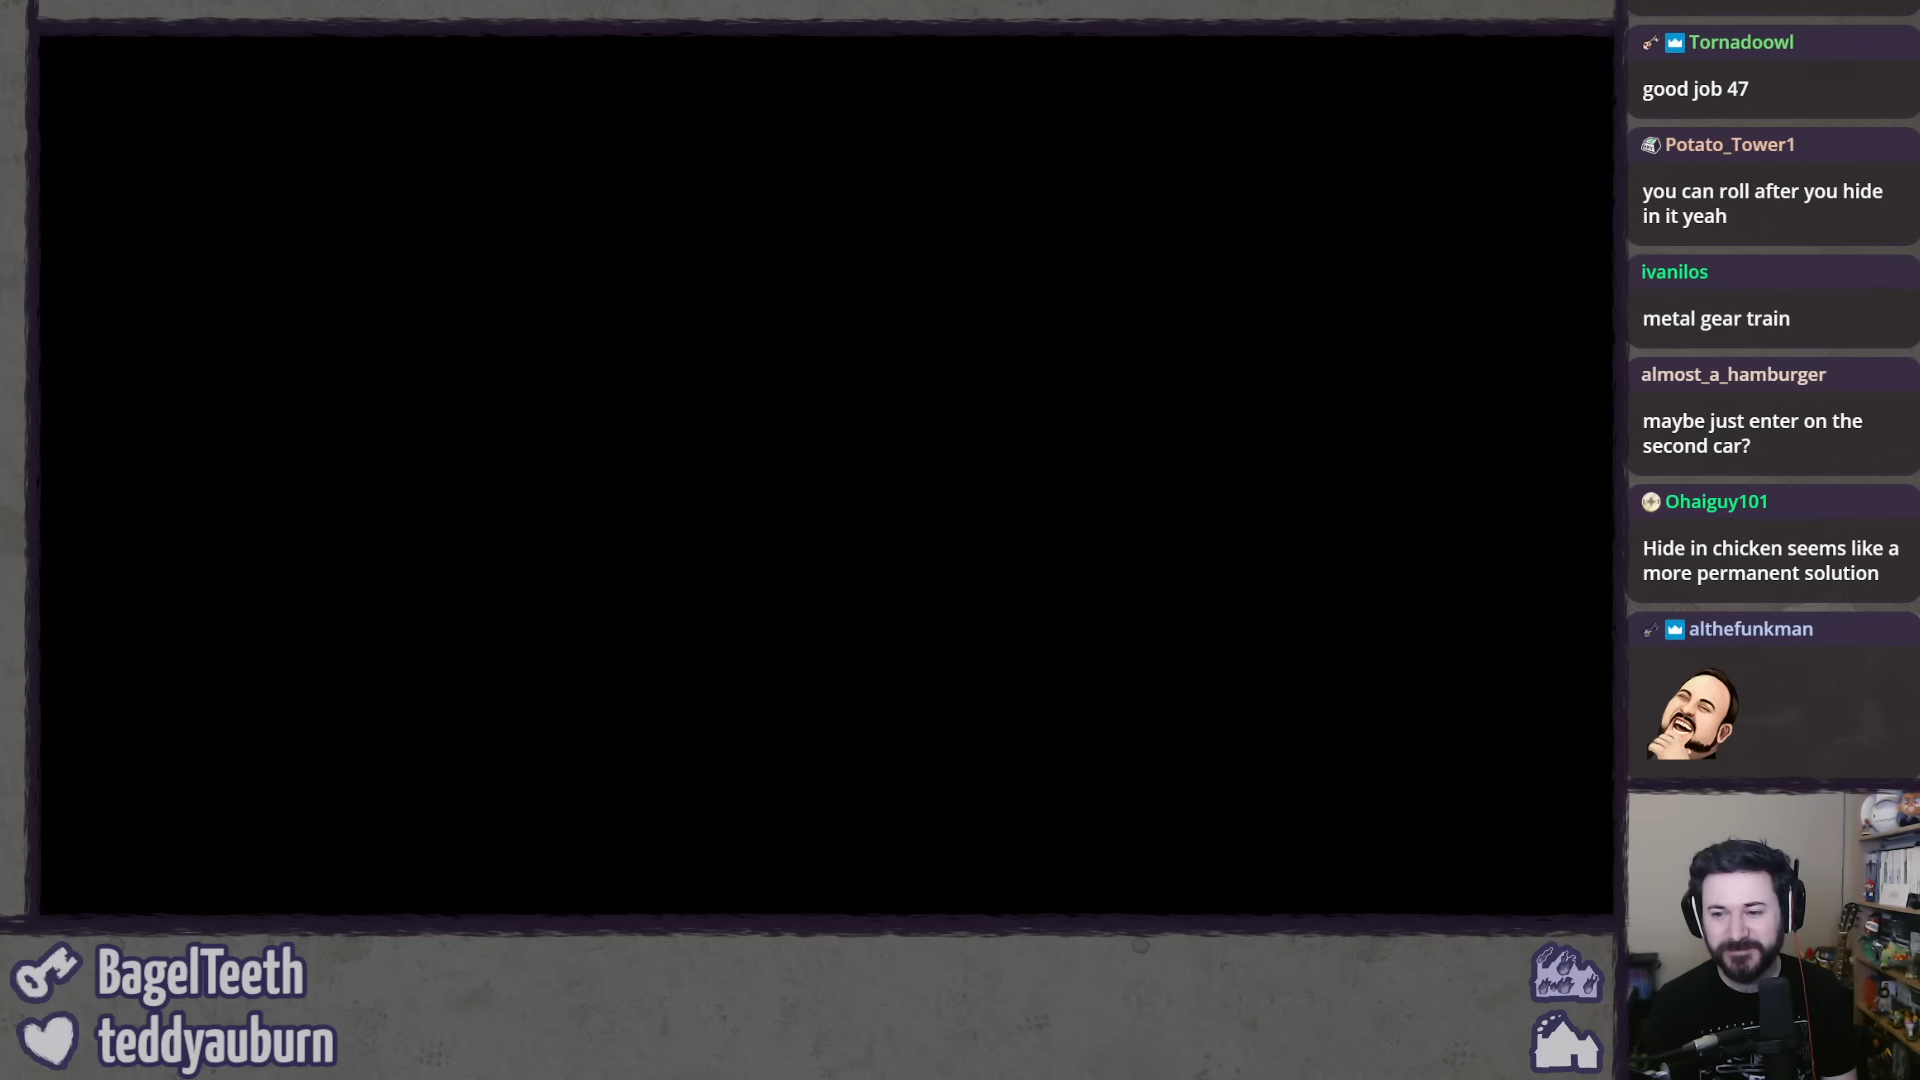 Tornadoowl
good job 47
Potato_Tower1
you can roll after you hide
in it yeah
ivanilos
metal gear train
almost_a_hamburger
maybe just enter on the
second car?
Ohaiguy101
Hide in chicken seems like a
more permanent solution
althefunkman
BagelTeeth
teddyauburn